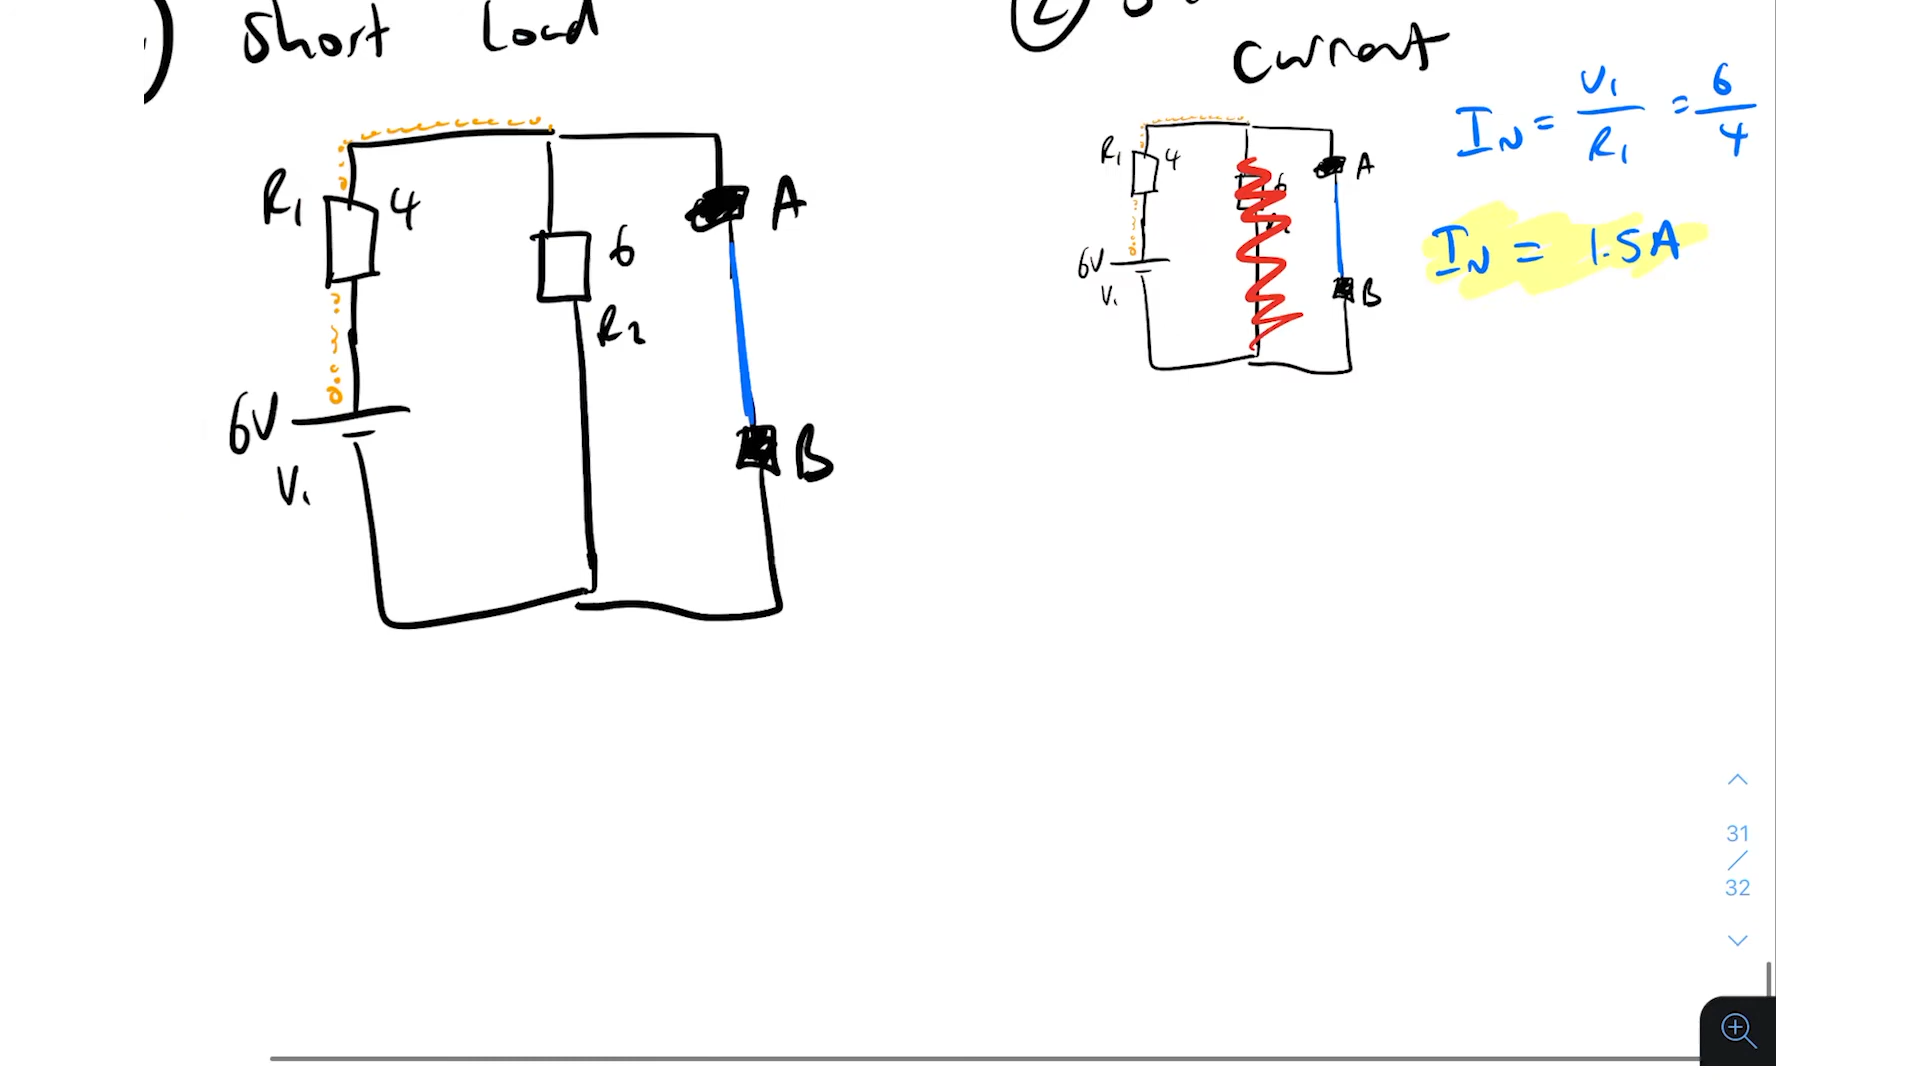 Short Load
R1 4
6
R2
A
B
6V
V1
2
Current
R1 4
6
A
B
6V
V1
IN = V1/R1 = 6/4
IN = 1.5A
31
/
32